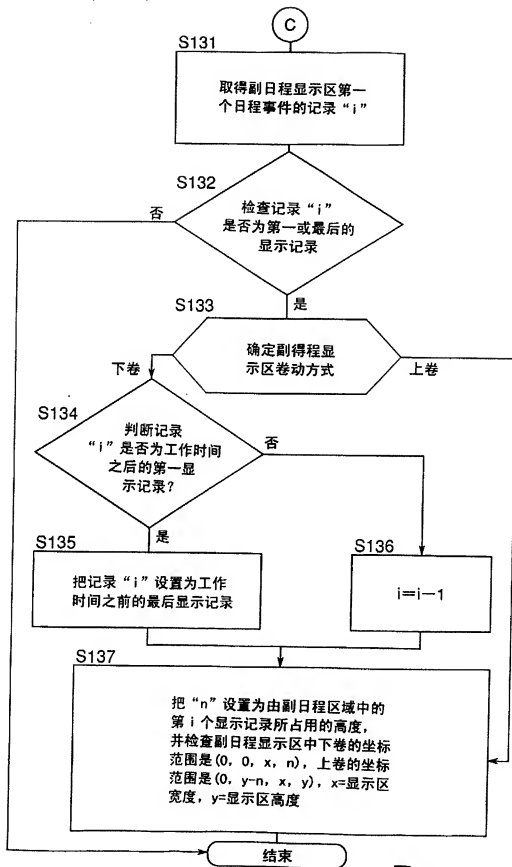 C
S131
取得副日程显示区第一
个日程事件的记录“i”
S132
检查记录“i”
是否为第一或最后的
显示记录
否
是
S133
确定副得程显
示区卷动方式
下卷
上卷
S134
判断记录
“i”是否为工作时间
之后的第一显
示记录？
否
是
S135
把记录“i”设置为工作
时间之前的最后显示记录
S136
i=i－1
S137
把“n”设置为由副日程区域中的
第 i 个显示记录所占用的高度，
并检查副日程显示区中下卷的坐标
范围是(0, 0, x, n)，上卷的坐标
范围是(0, y-n, x, y)，x=显示区
宽度，y=显示区高度
结束